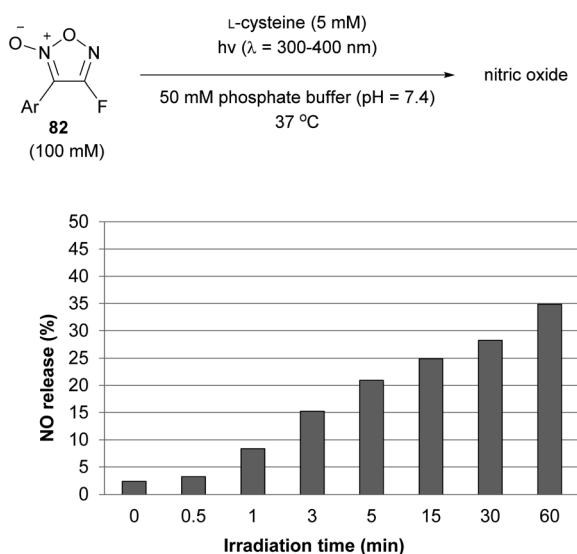 L-cysteine (5 mM)
hν (λ = 300-400 nm)
50 mM phosphate buffer (pH = 7.4)
37 °C
nitric oxide
−
O
+
N
O
N
Ar
F
82
(100 mM)
50
45
40
35
30
25
20
15
10
5
0
NO release (%)
0 0.5 1 3 5 15 30 60
Irradiation time (min)